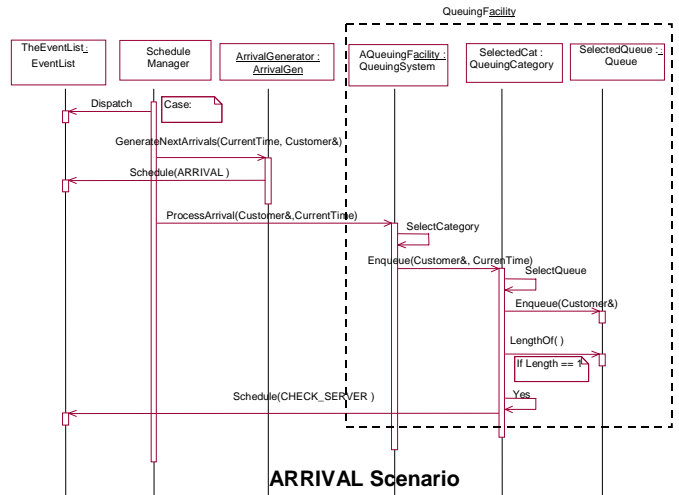 QueuingFacility
TheEventList :
EventList
Schedule
Manager
ArrivalGenerator :
ArrivalGen
AQueuingFacility :
QueuingSystem
SelectedCat :
QueuingCategory
SelectedQueue : :
Queue
Dispatch
Case:
GenerateNextArrivals(CurrentTime, Customer&)
Schedule(ARRIVAL )
ProcessArrival(Customer&,CurrentTime)
SelectCategory
Enqueue(Customer&, CurrenTime)
SelectQueue
Enqueue(Customer&)
LengthOf( )
If Length == 1
Yes
Schedule(CHECK_SERVER )
ARRIVAL Scenario